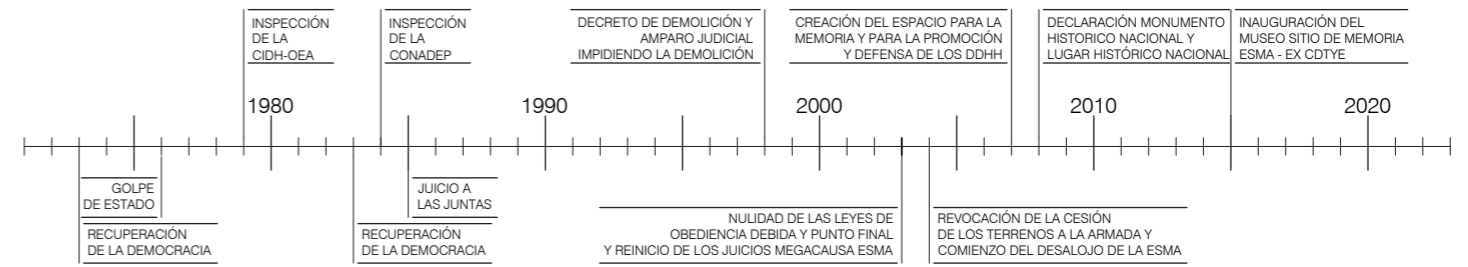 INSPECCIÓN
DE LA
CIDH-OEA
INSPECCIÓN
DE LA
CONADEP
DECRETO DE DEMOLICIÓN Y
AMPARO JUDICIAL
IMPIDIENDO LA DEMOLICIÓN
CREACIÓN DEL ESPACIO PARA LA
MEMORIA Y PARA LA PROMOCIÓN
Y DEFENSA DE LOS DDHH
DECLARACIÓN MONUMENTO
HISTORICO NACIONAL Y
LUGAR HISTÓRICO NACIONAL
INAUGURACIÓN DEL
MUSEO SITIO DE MEMORIA
ESMA - EX CDTYE
1980
1990
2000
2010
2020
GOLPE
DE ESTADO
RECUPERACIÓN
DE LA DEMOCRACIA
JUICIO A
LAS JUNTAS
RECUPERACIÓN
DE LA DEMOCRACIA
NULIDAD DE LAS LEYES DE
OBEDIENCIA DEBIDA Y PUNTO FINAL
Y REINICIO DE LOS JUICIOS MEGACAUSA ESMA
REVOCACIÓN DE LA CESIÓN
DE LOS TERRENOS A LA ARMADA Y
COMIENZO DEL DESALOJO DE LA ESMA